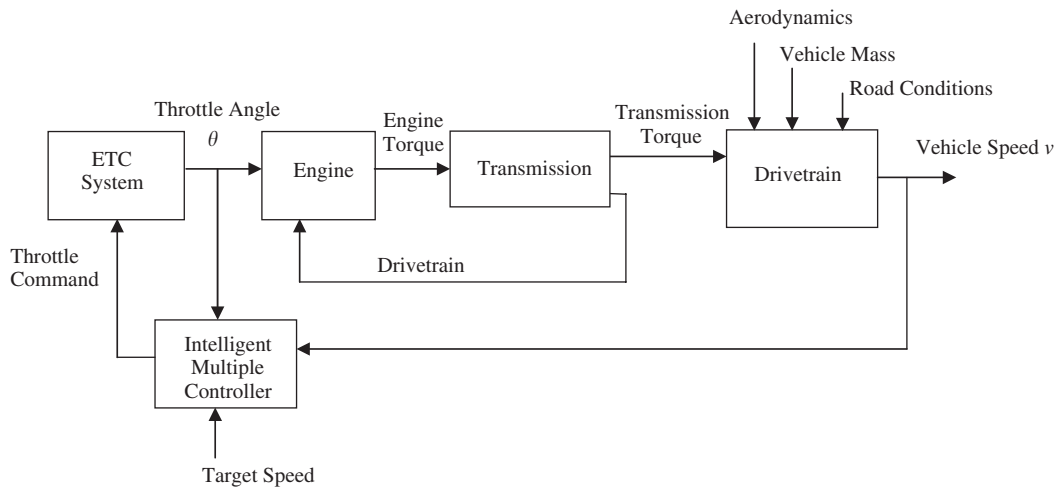 Aerodynamics
Vehicle Mass
Road Conditions
Throttle Angle
θ
Engine
Torque
Transmission
Torque
Vehicle Speed v
ETC
System
Engine
Transmission
Drivetrain
Throttle
Command
Drivetrain
Intelligent
Multiple
Controller
Target Speed